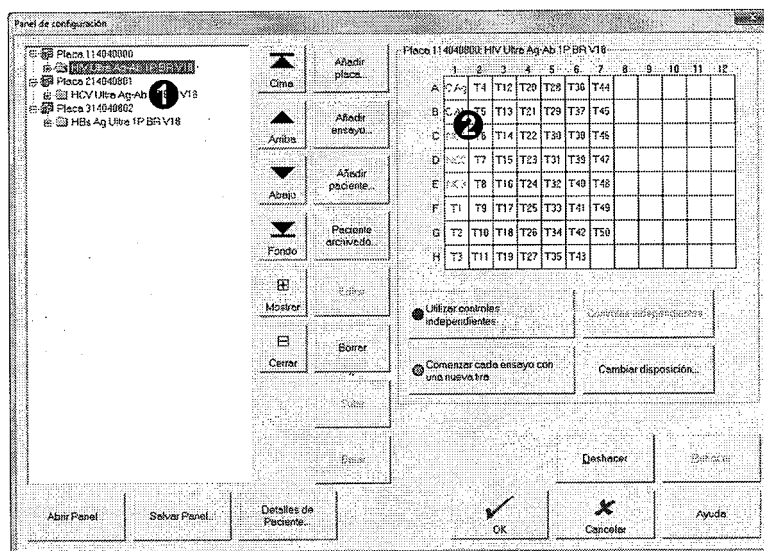 Panel de configuración
Placa 114040000
HIV Ultra Ag-Ab 1P BR V18
Placa 214040801
HCV Ultra Ag-Ab V18
Placa 314040802
HBs Ag Ultra 1P BR V18
1
Cima
Arriba
Abajo
Fondo
Mostrar
Cerrar
Añadir placa...
Añadir ensayo...
Añadir paciente...
Paciente archivado...
Editar
Borrar
Subir
Bajar
Placa 114040800: HIV Ultra Ag-Ab 1P BR V18
1 2 3 4 5 6 7 8 9 10 11 12
A C Ag T4 T12 T20 T28 T36 T44
B T5 T13 T21 T29 T37 T45
2
C T14 T22 T30 T38 T46
D T7 T15 T23 T31 T39 T47
E T8 T16 T24 T32 T40 T48
F T1 T9 T17 T25 T33 T41 T49
G T2 T10 T18 T26 T34 T42 T50
H T3 T11 T19 T27 T35 T43
Utilizar controles independientes
Controles independientes
Comenzar cada ensayo con una nueva tira
Cambiar disposición...
Deshacer
Rehacer
Abrir Panel
Salvar Panel...
Detalles de Paciente...
OK
Cancelar
Ayuda